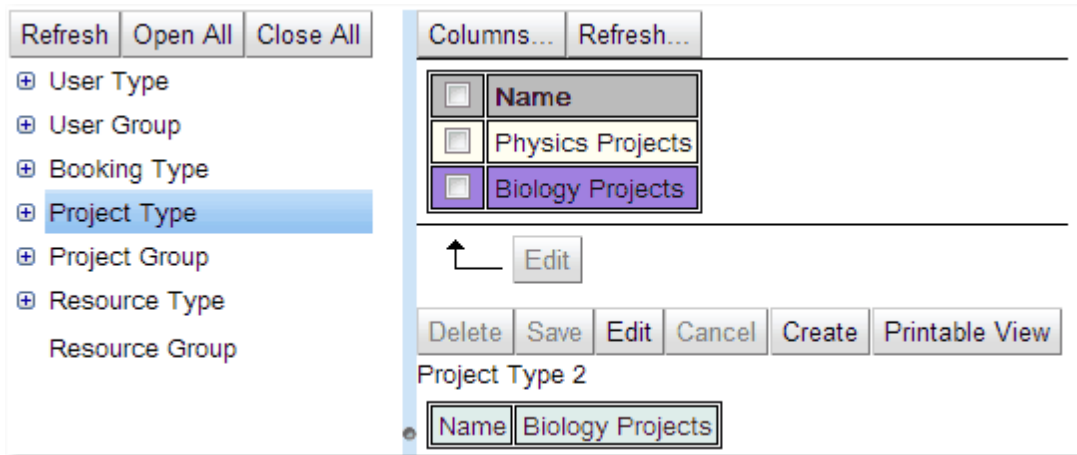 Refresh Open All Close All
User Type
User Group
Booking Type
Project Type
Project Group
Resource Type
Resource Group
Columns... Refresh...
Name
Physics Projects
Biology Projects
Edit
Delete Save Edit Cancel Create Printable View
Project Type 2
Name Biology Projects